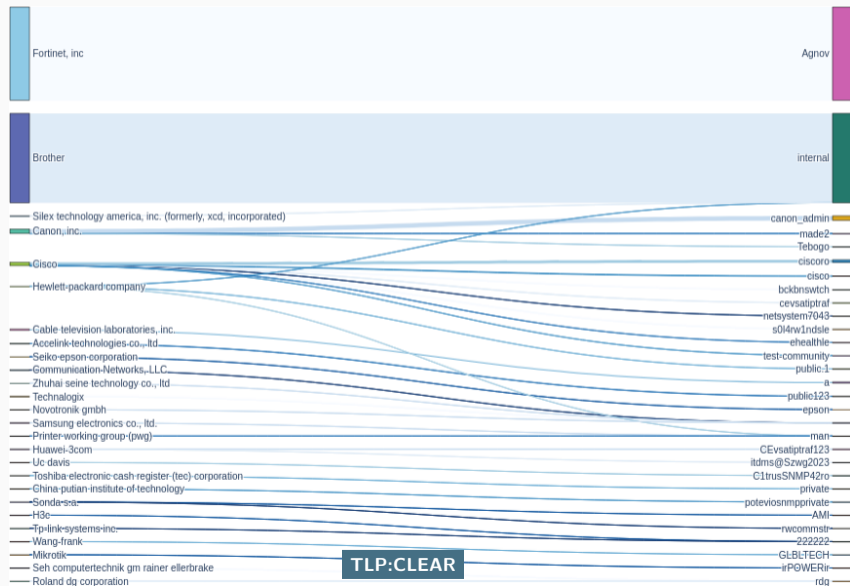 Fortinet, inc
Agnov
Brother
internal
Silex technology america, inc. (formerly, xcd, incorporated)
canon_admin
Canon, inc.
made2
Tebogo
Cisco
ciscoro
cisco
Hewlett-packard company
bckbnswtch
cevsatiptraf
netsystem7043
Cable television laboratories, inc.
s0l4rw1ndsle
Accelink technologies co., ltd
ehealthle
Seiko epson corporation
test-community
Communication Networks, LLC
public.1
Zhuhai seine technology co., ltd
a
Technalogix
public123
Novotronik gmbh
epson
Samsung electronics co., ltd.
Printer working group (pwg)
man
Huawei-3com
CEvsatiptraf123
Uc davis
itdms@Szwg2023
Toshiba electronic cash register (tec) corporation
C1trusSNMP42ro
China putian institute of technology
private
Sonda s.a.
poteviosnmpprivate
H3c
AMI
Tp-link systems inc.
rwcommstr
Wang-frank
222222
Mikrotik
GLBLTECH
Seh computertechnik gm rainer ellerbrake
irPOWERir
Roland dg corporation
rdg
TLP:CLEAR